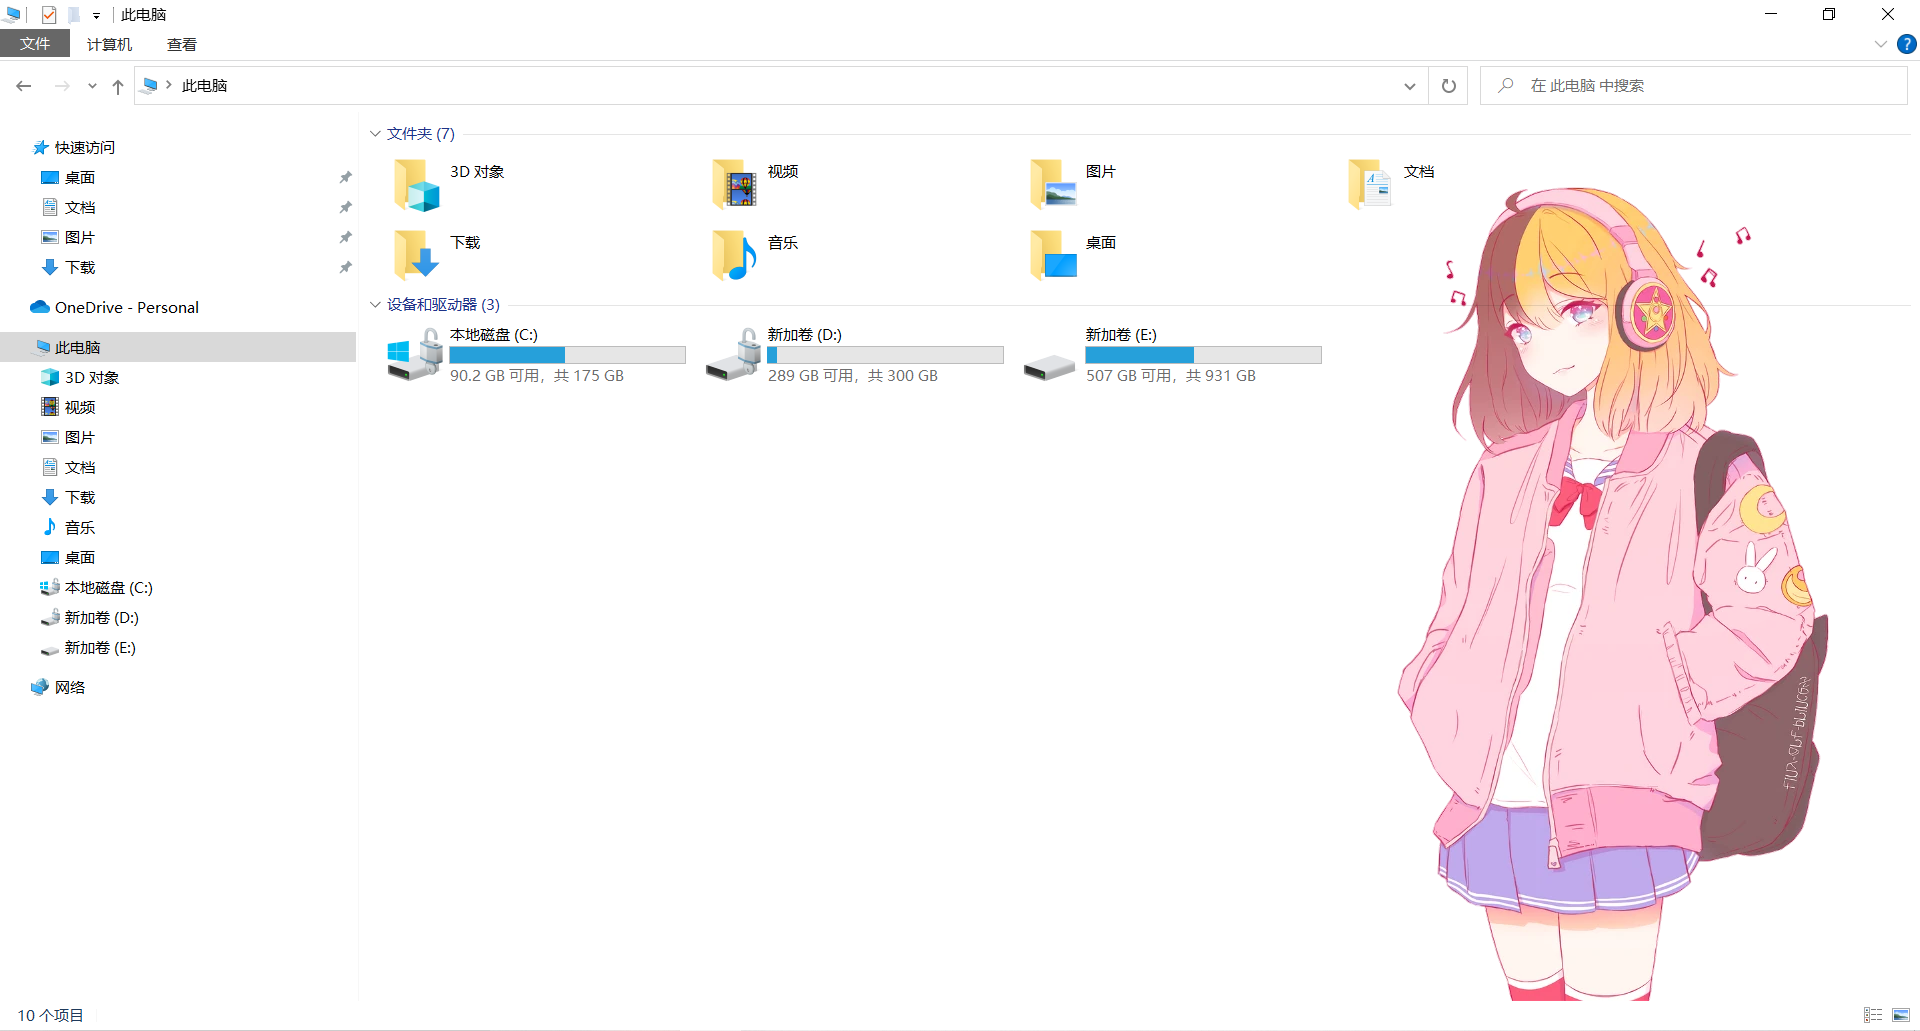 此电脑
文件 计算机 查看
此电脑
在 此电脑 中搜索
快速访问
桌面
文档
图片
下载
OneDrive - Personal
此电脑
3D 对象
视频
图片
文档
下载
音乐
桌面
本地磁盘 (C:)
新加卷 (D:)
新加卷 (E:)
网络
文件夹 (7)
3D 对象
视频
图片
文档
下载
音乐
桌面
设备和驱动器 (3)
本地磁盘 (C:)
90.2 GB 可用，共 175 GB
新加卷 (D:)
289 GB 可用，共 300 GB
新加卷 (E:)
507 GB 可用，共 931 GB
10 个项目